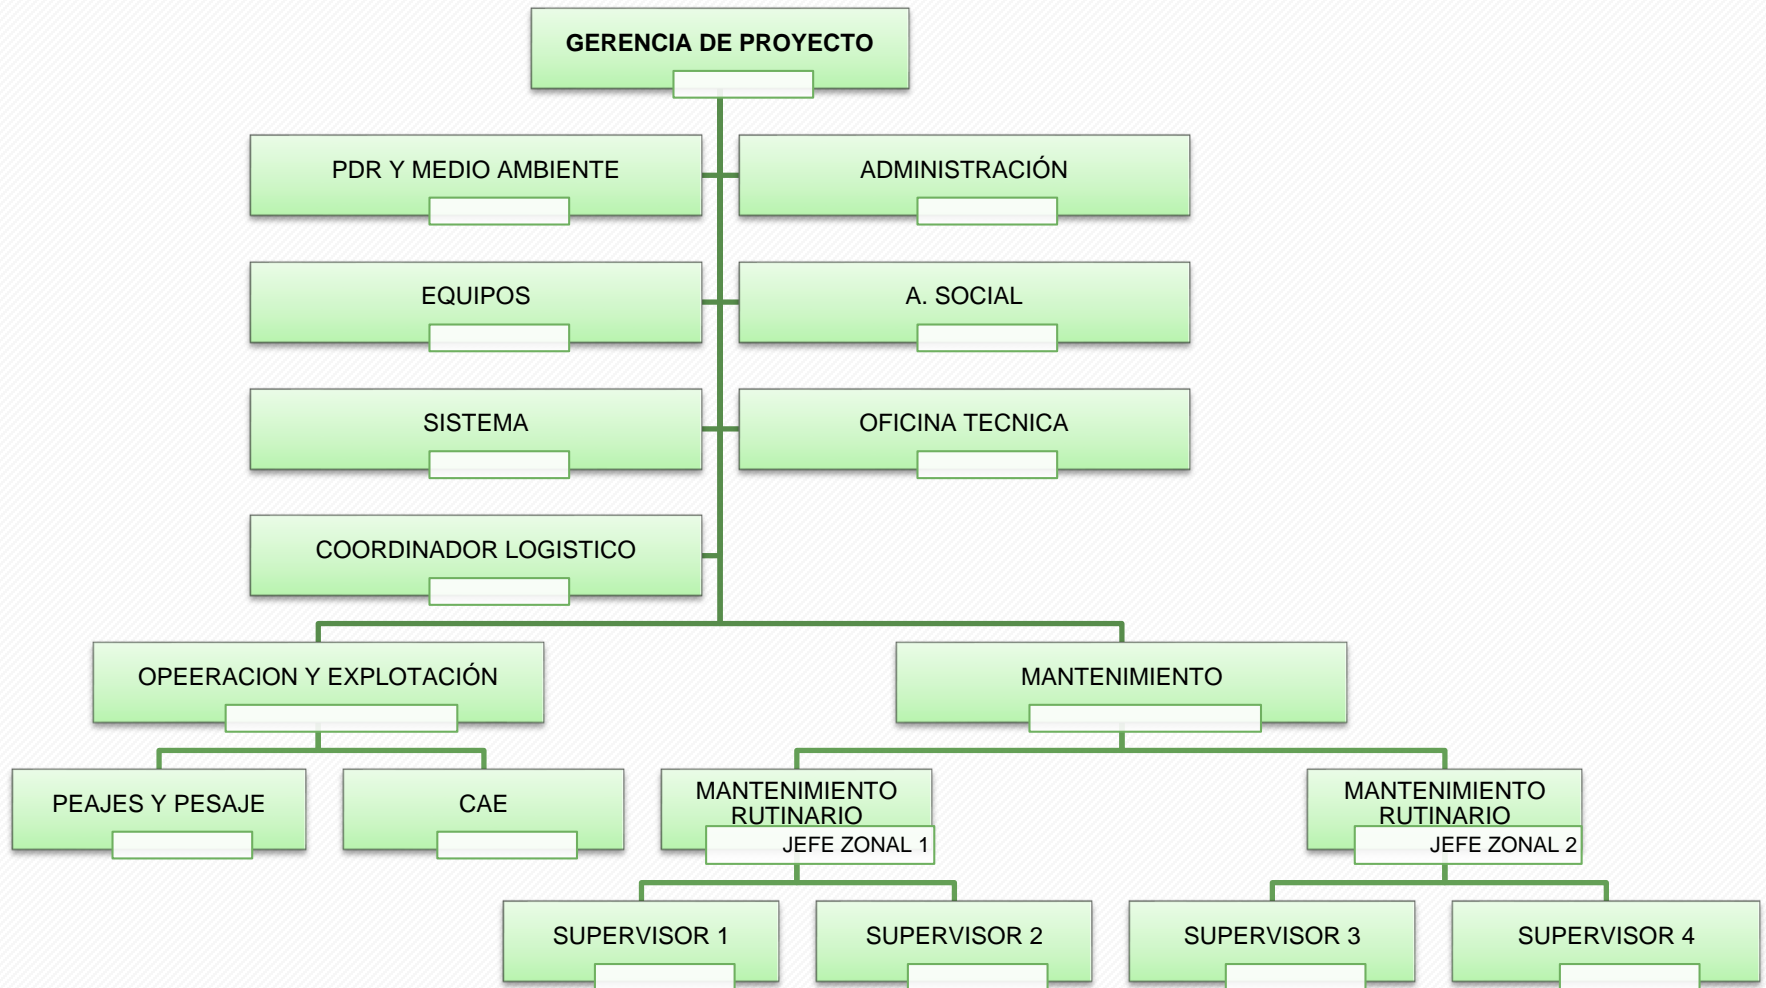 GERENCIA DE PROYECTO
PDR Y MEDIO AMBIENTE
ADMINISTRACIÓN
EQUIPOS
A. SOCIAL
SISTEMA
OFICINA TECNICA
COORDINADOR LOGISTICO
OPEERACION Y EXPLOTACIÓN
MANTENIMIENTO
PEAJES Y PESAJE
CAE
MANTENIMIENTO
RUTINARIO
JEFE ZONAL 1
MANTENIMIENTO
RUTINARIO
JEFE ZONAL 2
SUPERVISOR 1
SUPERVISOR 2
SUPERVISOR 3
SUPERVISOR 4